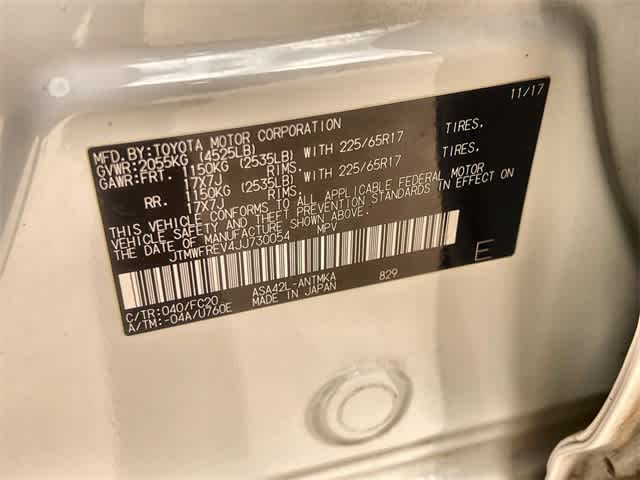 11/17
MFD.BY:TOYOTA MOTOR CORPORATION
GVWR:2055KG (4525LB)
GAWR:FRT. 1150KG (2535LB) WITH 225/65R17 TIRES.
17X7J RIMS.
RR. 1150KG (2535LB) WITH 225/65R17 TIRES.
17X7J RIMS.
THIS VEHICLE CONFORMS TO ALL APPLICABLE FEDERAL MOTOR
VEHICLE SAFETY AND THEFT PREVENTION STANDARDS IN EFFECT ON
THE DATE OF MANUFACTURE SHOWN ABOVE.
JTMWFREV4JJ730054 MPV
E
C/TR:040/FC20 ASA42L-ANTMKA 829
A/TM:-04A/U760E MADE IN JAPAN